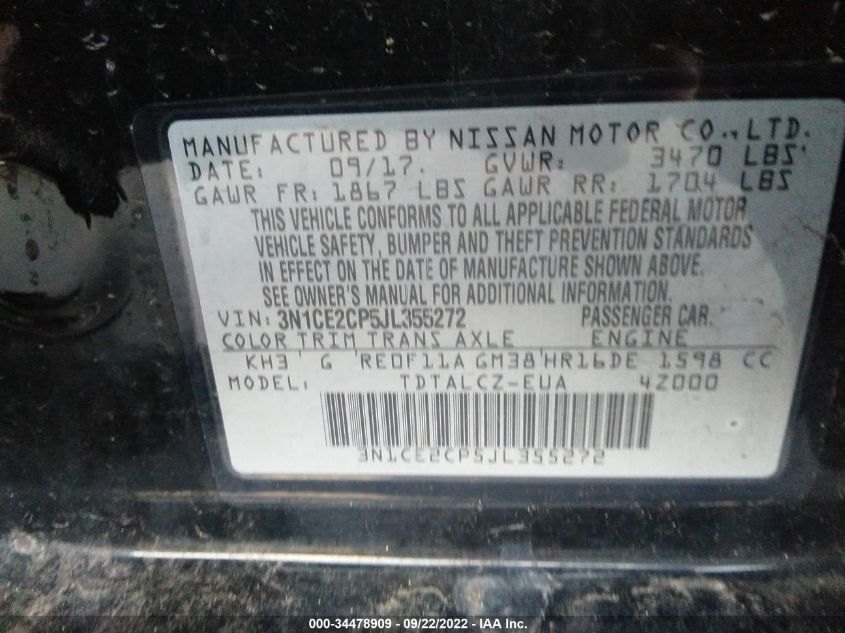 MANUFACTURED BY NISSAN MOTOR CO., LTD.
DATE: 09/17. GVWR: 3470 LBS
GAWR FR: 1867 LBS GAWR RR: 1704 LBS
THIS VEHICLE CONFORMS TO ALL APPLICABLE FEDERAL MOTOR
VEHICLE SAFETY, BUMPER AND THEFT PREVENTION STANDARDS
IN EFFECT ON THE DATE OF MANUFACTURE SHOWN ABOVE.
SEE OWNER'S MANUAL FOR ADDITIONAL INFORMATION.
VIN: 3N1CE2CP5JL355272 PASSENGER CAR.
COLOR TRIM TRANS AXLE ENGINE
KH3 G RE0F11A GM38 HR16DE 1598 CC
MODEL: TDTALCZ-EUA 4Z000
3N1CE2CP5JL355272
000-34478909 - 09/22/2022 - IAA Inc.